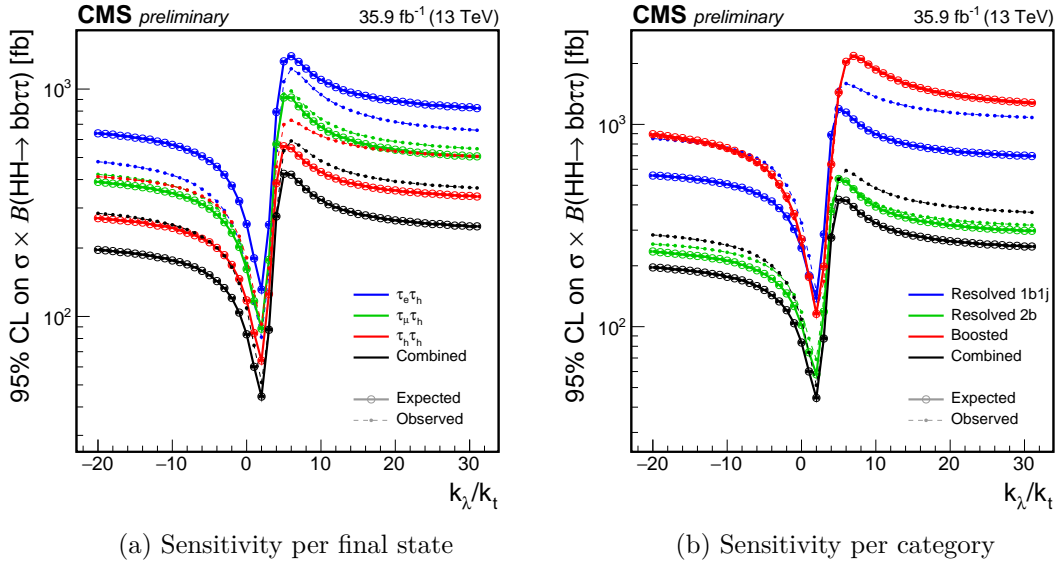 CMS preliminary 35.9 fb⁻¹ (13 TeV)
95% CL on σ × B(HH→ bbττ) [fb]
10³
10²
τeτh
τμτh
τhτh
Combined
Expected
Observed
−20 −10 0 10 20 30
kλ/kt
(a) Sensitivity per final state
CMS preliminary 35.9 fb⁻¹ (13 TeV)
95% CL on σ × B(HH→ bbττ) [fb]
10³
10²
Resolved 1b1j
Resolved 2b
Boosted
Combined
Expected
Observed
−20 −10 0 10 20 30
kλ/kt
(b) Sensitivity per category